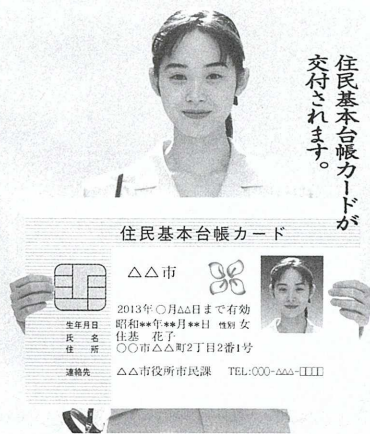 住民基本台帳カードが
交付されます。
住民基本台帳カード
△△市
2013年○月△△日まで有効
生年月日 昭和**年**月**日 性別 女
氏 名 住基 花子
住 所 ○○市△△町2丁目2番1号
連絡先 △△市役所市民課 TEL:000-△△△-□□□□